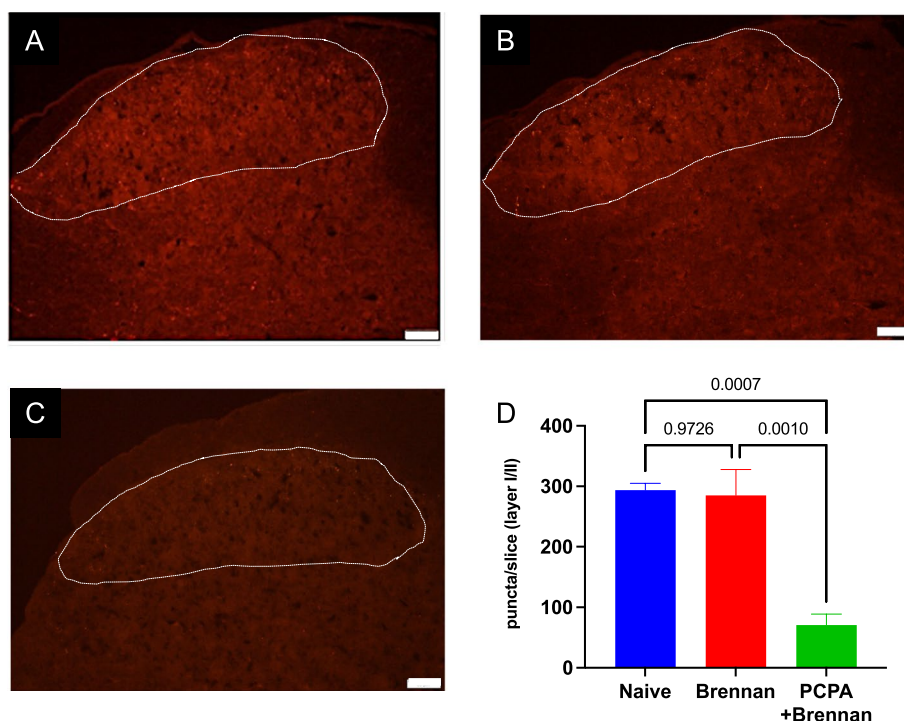 A
B
C
D
0.0007
0.9726
0.0010
400
300
200
100
0
puncta/slice (layer I/II)
Naive
Brennan
PCPA
+Brennan